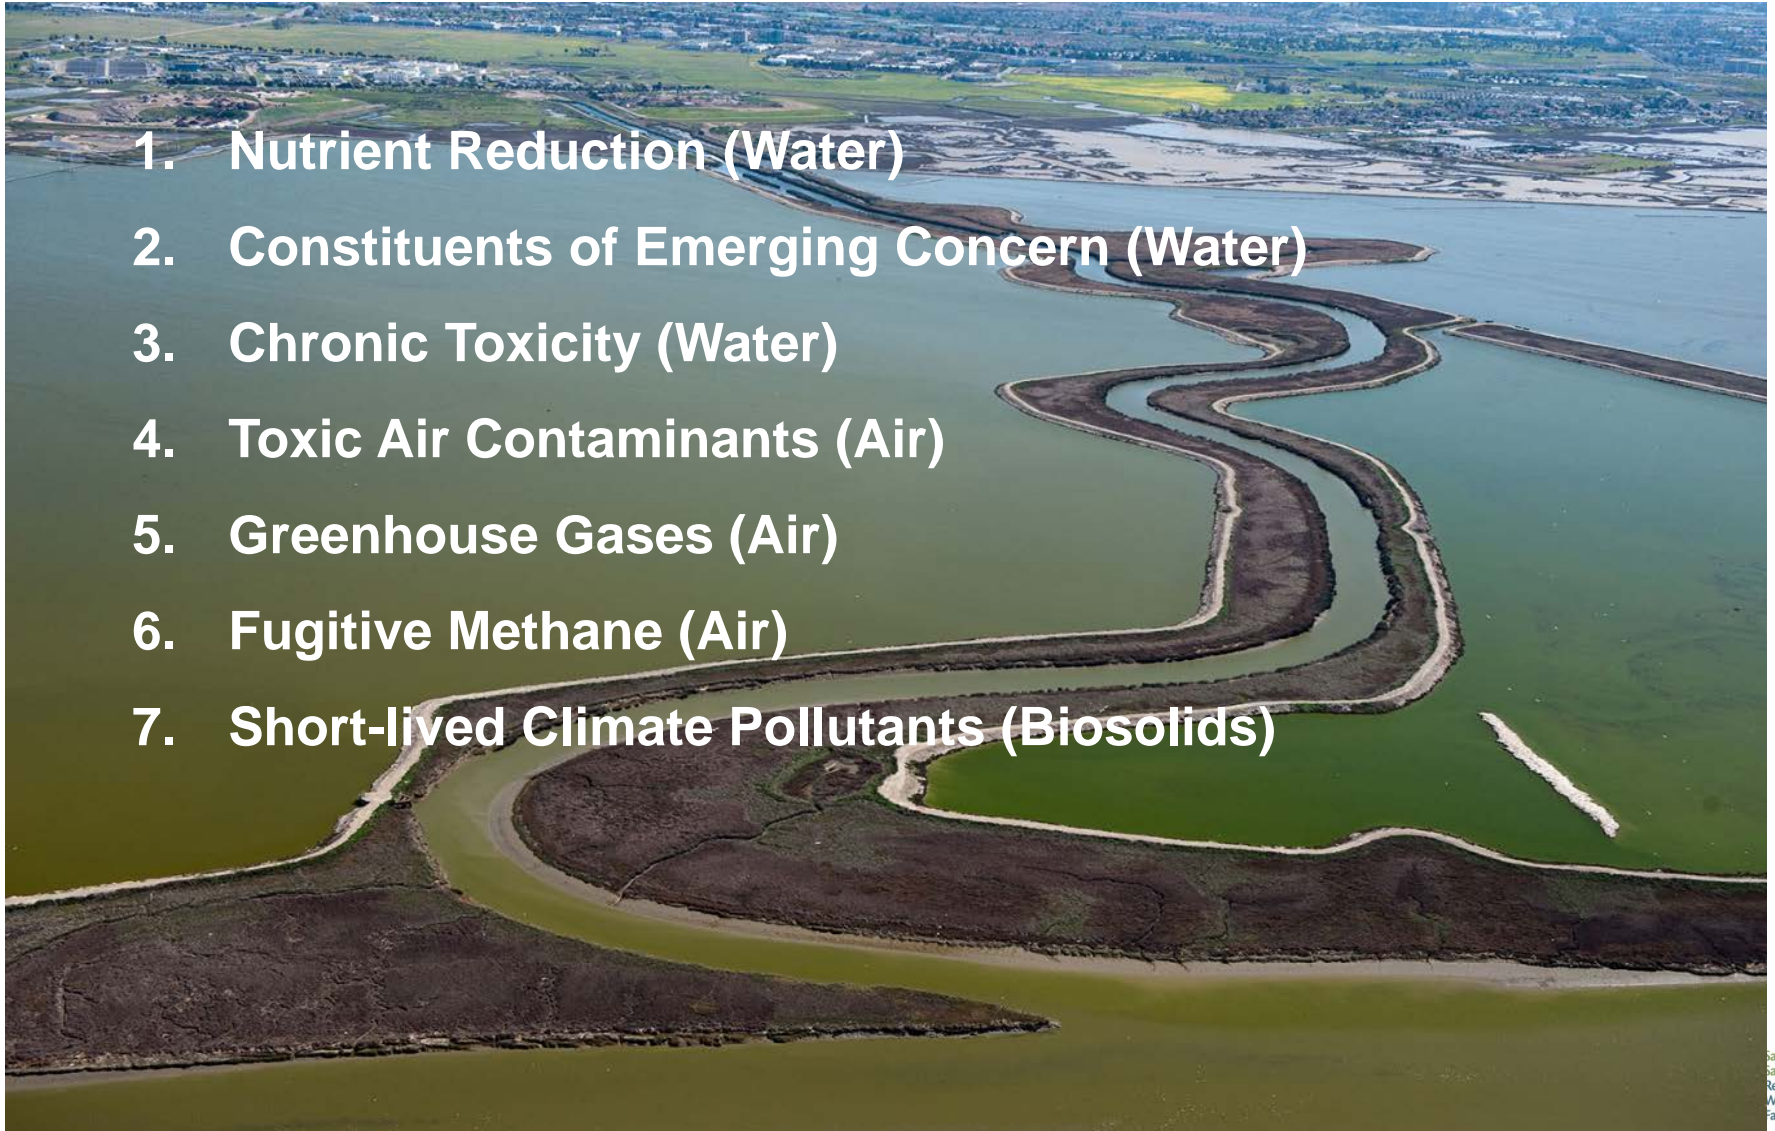 1. Nutrient Reduction (Water)
2. Constituents of Emerging Concern (Water)
3. Chronic Toxicity (Water)
4. Toxic Air Contaminants (Air)
5. Greenhouse Gases (Air)
6. Fugitive Methane (Air)
7. Short-lived Climate Pollutants (Biosolids)